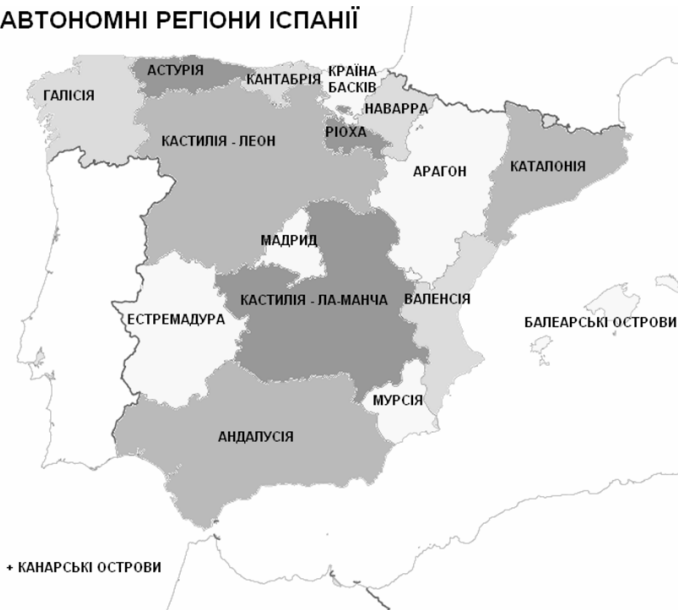 АВТОНОМНІ РЕГІОНИ ІСПАНІЇ
АСТУРІЯ
КАНТАБРІЯ
КРАЇНА
БАСКІВ
ГАЛІСІЯ
НАВАРРА
РІОХА
КАСТИЛІЯ - ЛЕОН
АРАГОН
КАТАЛОНІЯ
МАДРИД
КАСТИЛІЯ - ЛА-МАНЧА
ВАЛЕНСІЯ
ЕСТРЕМАДУРА
БАЛЕАРСЬКІ ОСТРОВИ
МУРСІЯ
АНДАЛУСІЯ
+ КАНАРСЬКІ ОСТРОВИ